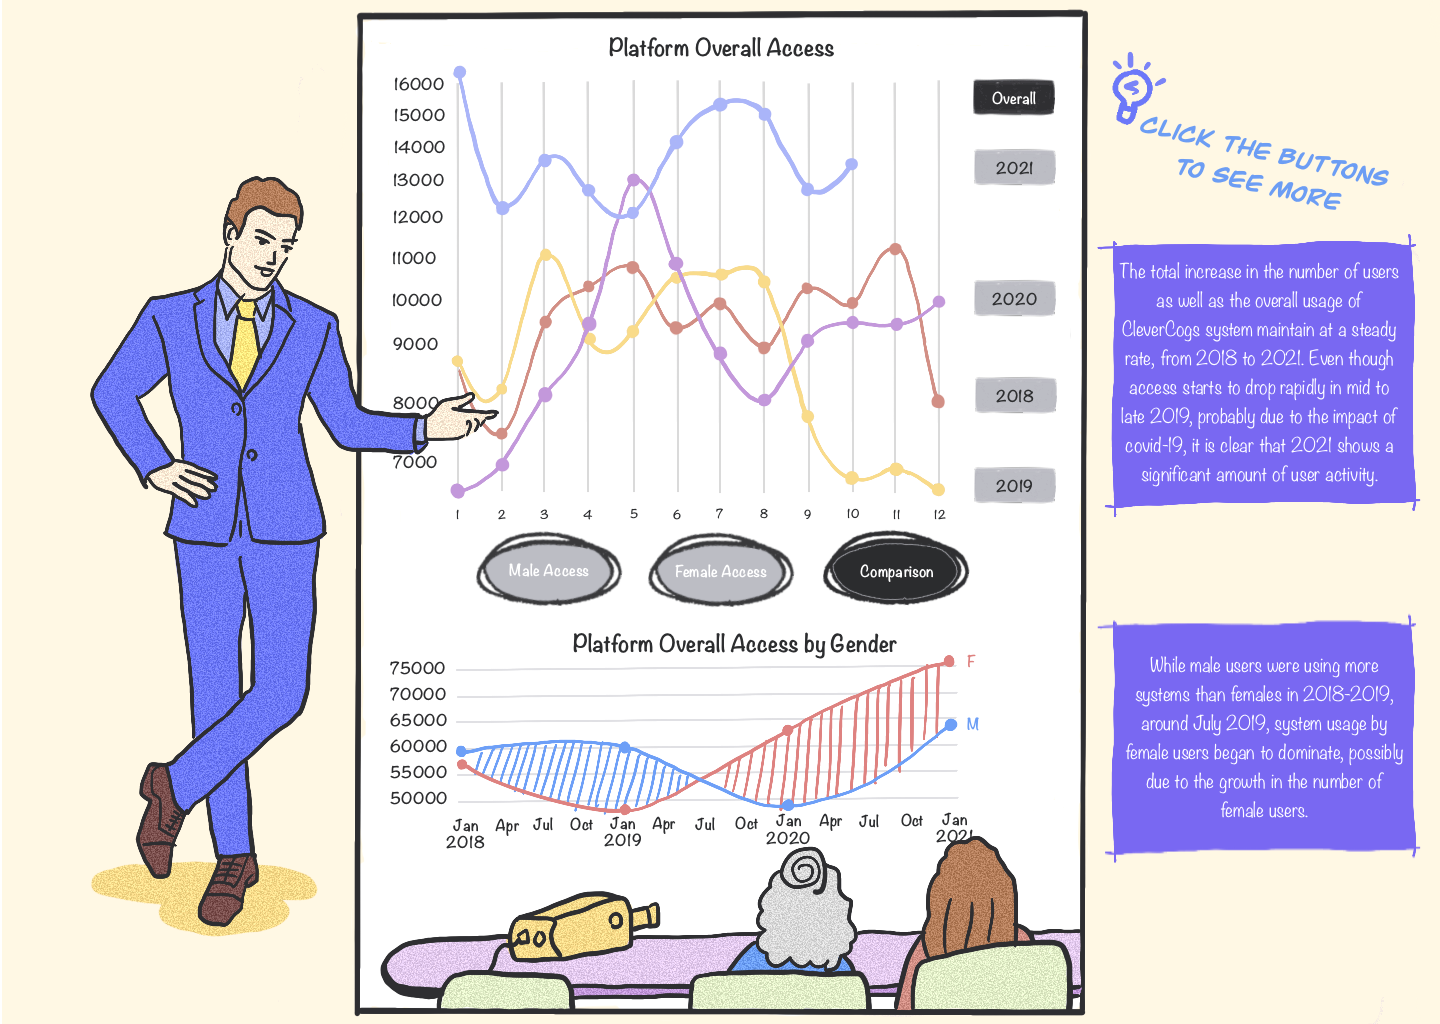 Platform Overall Access
16000
15000
14000
13000
12000
11000
10000
9000
8000
7000
1 2 3 4 5 6 7 8 9 10 11 12
Overall
2021
2020
2018
2019
Male Access
Female Access
Comparison
Platform Overall Access by Gender
75000
70000
65000
60000
55000
50000
F
M
Jan Apr Jul Oct Jan Apr Jul Oct Jan Apr Jul Oct Jan
2018 2019 2020 2021
CLICK THE BUTTONS
TO SEE MORE
The total increase in the number of users
as well as the overall usage of
CleverCogs system maintain at a steady
rate, from 2018 to 2021. Even though
access starts to drop rapidly in mid to
late 2019, probably due to the impact of
covid-19, it is clear that 2021 shows a
significant amount of user activity.
While male users were using more
systems than females in 2018-2019,
around July 2019, system usage by
female users began to dominate, possibly
due to the growth in the number of
female users.